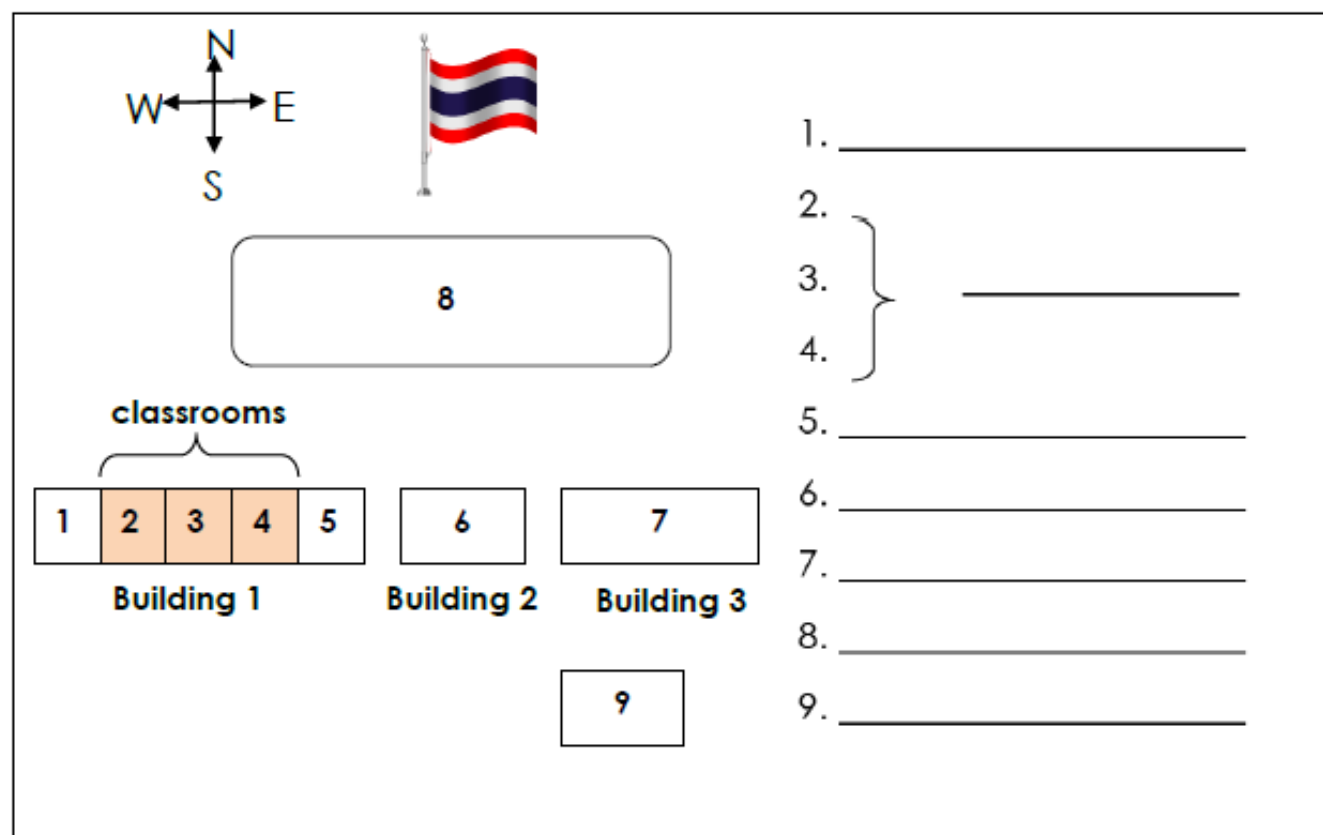 N
W E
S
8
classrooms
1 2 3 4 5
6
7
Building 1
Building 2
Building 3
9
1.
2.
3.
4.
5.
6.
7.
8.
9.